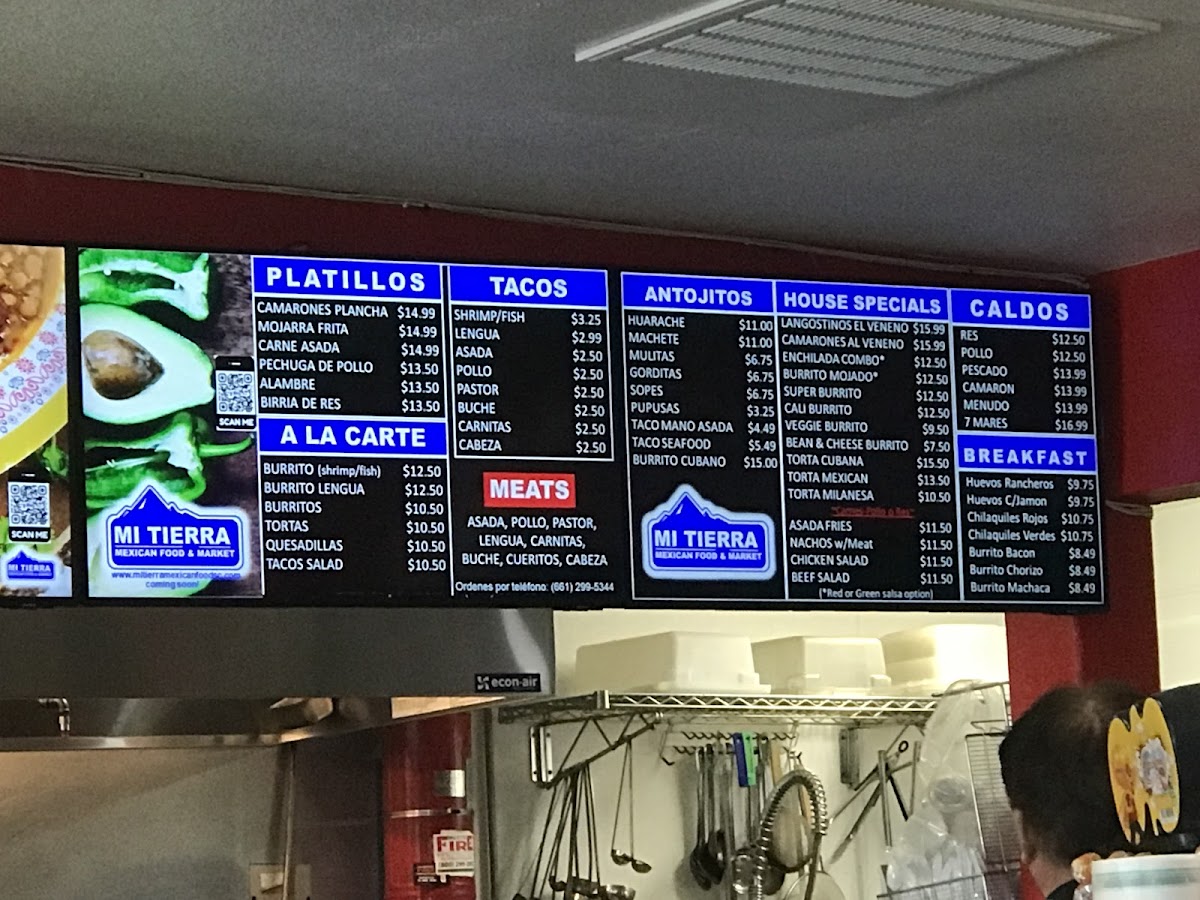 PLATILLOS
CAMARONES PLANCHA $14.99
MOJARRA FRITA $14.99
CARNE ASADA $14.99
PECHUGA DE POLLO $13.50
ALAMBRE $13.50
BIRRIA DE RES $13.50
A LA CARTE
BURRITO (shrimp/fish) $12.50
BURRITO LENGUA $12.50
BURRITOS $10.50
TORTAS $10.50
QUESADILLAS $10.50
TACOS SALAD $10.50
SCAN ME
MI TIERRA
MEXICAN FOOD & MARKET
coming soon!
SCAN ME
MI TIERRA
TACOS
SHRIMP/FISH $3.25
LENGUA $2.99
ASADA $2.50
POLLO $2.50
PASTOR $2.50
BUCHE $2.50
CARNITAS $2.50
CABEZA $2.50
MEATS
ASADA, POLLO, PASTOR,
LENGUA, CARNITAS,
BUCHE, CUERITOS, CABEZA
Ordenes por teléfono: (661) 299-5344
ANTOJITOS
HUARACHE $11.00
MACHETE $11.00
MULITAS $6.75
GORDITAS $6.75
SOPES $6.75
PUPUSAS $3.25
TACO MANO ASADA $4.49
TACO SEAFOOD $5.49
BURRITO CUBANO $15.00
MI TIERRA
MEXICAN FOOD & MARKET
HOUSE SPECIALS
LANGOSTINOS EL VENENO $15.99
CAMARONES AL VENENO $15.99
ENCHILADA COMBO* $12.50
BURRITO MOJADO* $12.50
SUPER BURRITO $12.50
CALI BURRITO $12.50
VEGGIE BURRITO $9.50
BEAN & CHEESE BURRITO $7.50
TORTA CUBANA $15.50
TORTA MEXICAN $13.50
TORTA MILANESA $10.50
"Carnes-Pollo o Res"
ASADA FRIES $11.50
NACHOS w/Meat $11.50
CHICKEN SALAD $11.50
BEEF SALAD $11.50
(*Red or Green salsa option)
CALDOS
RES $12.50
POLLO $12.50
PESCADO $13.99
CAMARON $13.99
MENUDO $13.99
7 MARES $16.99
BREAKFAST
Huevos Rancheros $9.75
Huevos C/Jamon $9.75
Chilaquiles Rojos $10.75
Chilaquiles Verdes $10.75
Burrito Bacon $8.49
Burrito Chorizo $8.49
Burrito Machaca $8.49
econ-air
FIRE